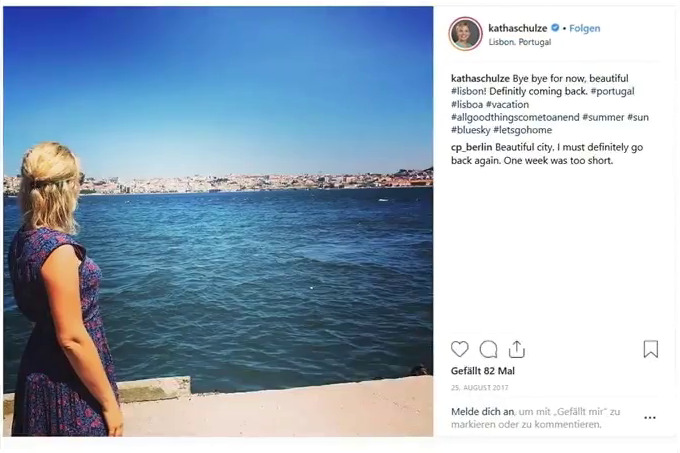 kathaschulze • Folgen
Lisbon, Portugal
kathaschulze Bye bye for now, beautiful
#lisbon! Definitly coming back. #portugal
#lisboa #vacation
#allgoodthingscometoanend #summer #sun
#bluesky #letsgohome
cp_berlin Beautiful city. I must definitely go
back again. One week was too short.
Gefällt 82 Mal
25. AUGUST 2017
Melde dich an, um mit „Gefällt mir“ zu
markieren oder zu kommentieren.